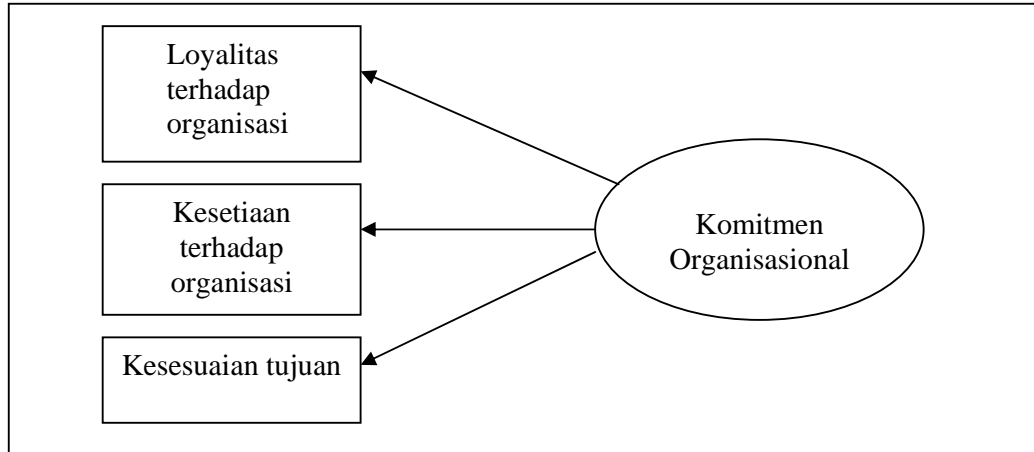 Loyalitas
terhadap
organisasi
Kesetiaan
terhadap
organisasi
Kesesuaian tujuan
Komitmen
Organisasional